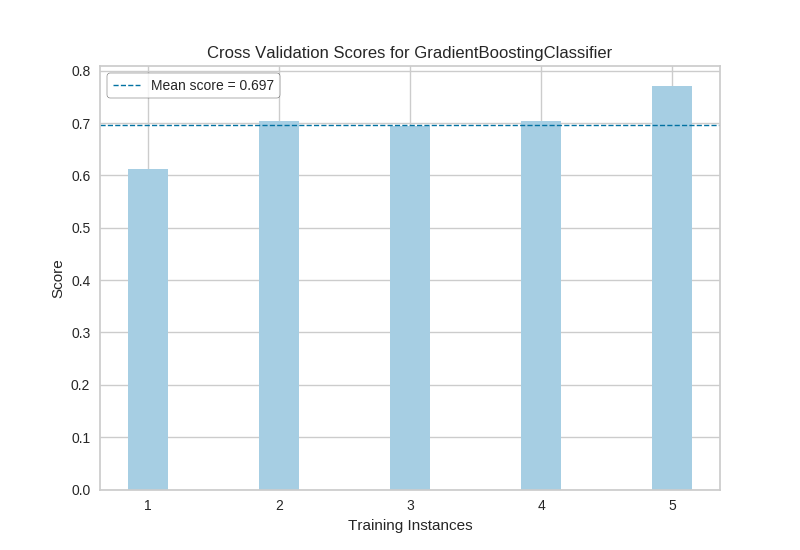 Cross Validation Scores for GradientBoostingClassifier
Mean score = 0.697
0.8
0.7
0.6
0.5
0.4
0.3
0.2
0.1
0.0
Score
1 2 3 4 5
Training Instances